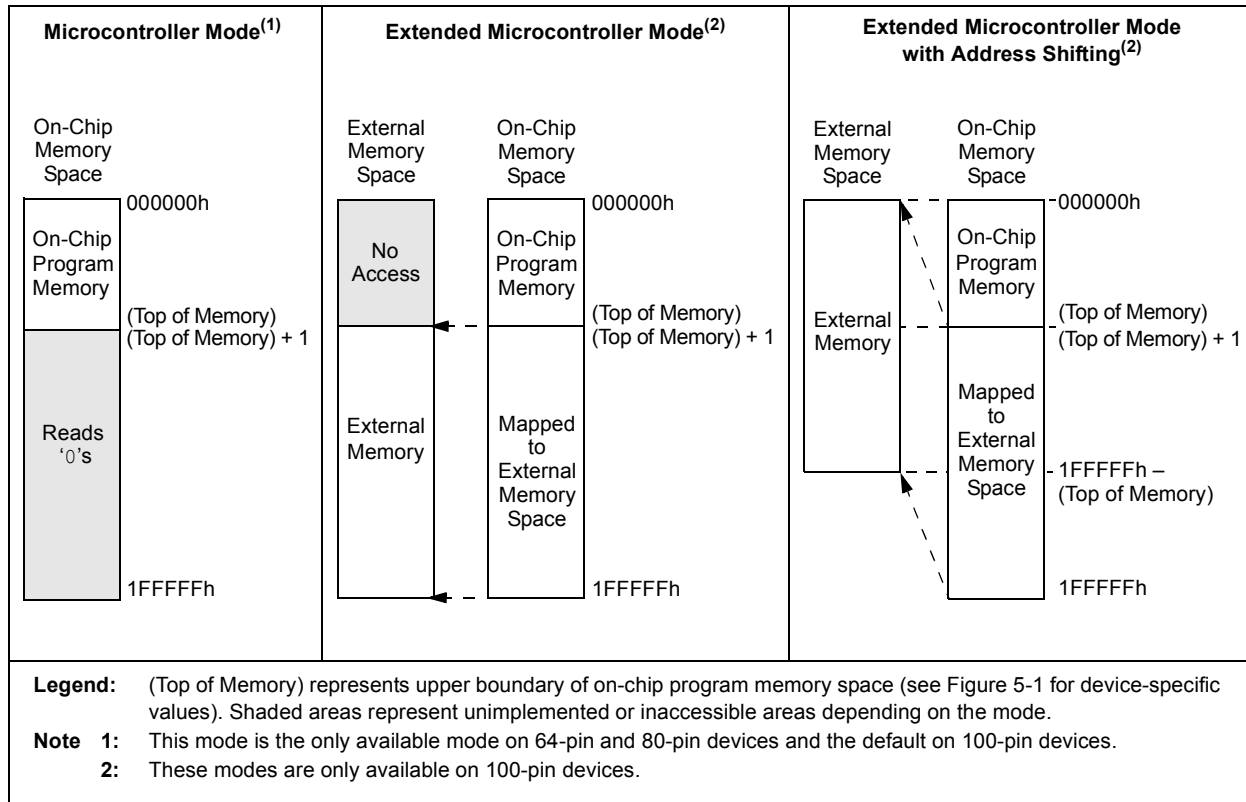 Microcontroller Mode(1)
On-Chip
Memory
Space
000000h
On-Chip
Program
Memory
(Top of Memory)
(Top of Memory) + 1
Reads
‘0’s
1FFFFFh
Extended Microcontroller Mode(2)
External
Memory
Space
On-Chip
Memory
Space
000000h
No
Access
On-Chip
Program
Memory
(Top of Memory)
(Top of Memory) + 1
External
Memory
Mapped
to
External
Memory
Space
1FFFFFh
Extended Microcontroller Mode
with Address Shifting(2)
External
Memory
Space
On-Chip
Memory
Space
000000h
On-Chip
Program
Memory
External
Memory
(Top of Memory)
(Top of Memory) + 1
Mapped
to
External
Memory
Space
1FFFFFh –
(Top of Memory)
1FFFFFh
Legend: (Top of Memory) represents upper boundary of on-chip program memory space (see Figure 5-1 for device-specific
values). Shaded areas represent unimplemented or inaccessible areas depending on the mode.
Note 1: This mode is the only available mode on 64-pin and 80-pin devices and the default on 100-pin devices.
2: These modes are only available on 100-pin devices.